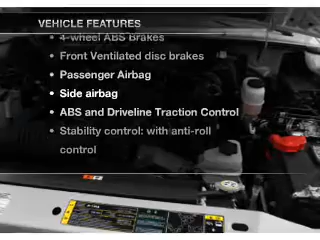 VEHICLE FEATURES
• 4-wheel ABS Brakes
• Front Ventilated disc brakes
• Passenger Airbag
• Side airbag
• ABS and Driveline Traction Control
• Stability control: with anti-roll
control